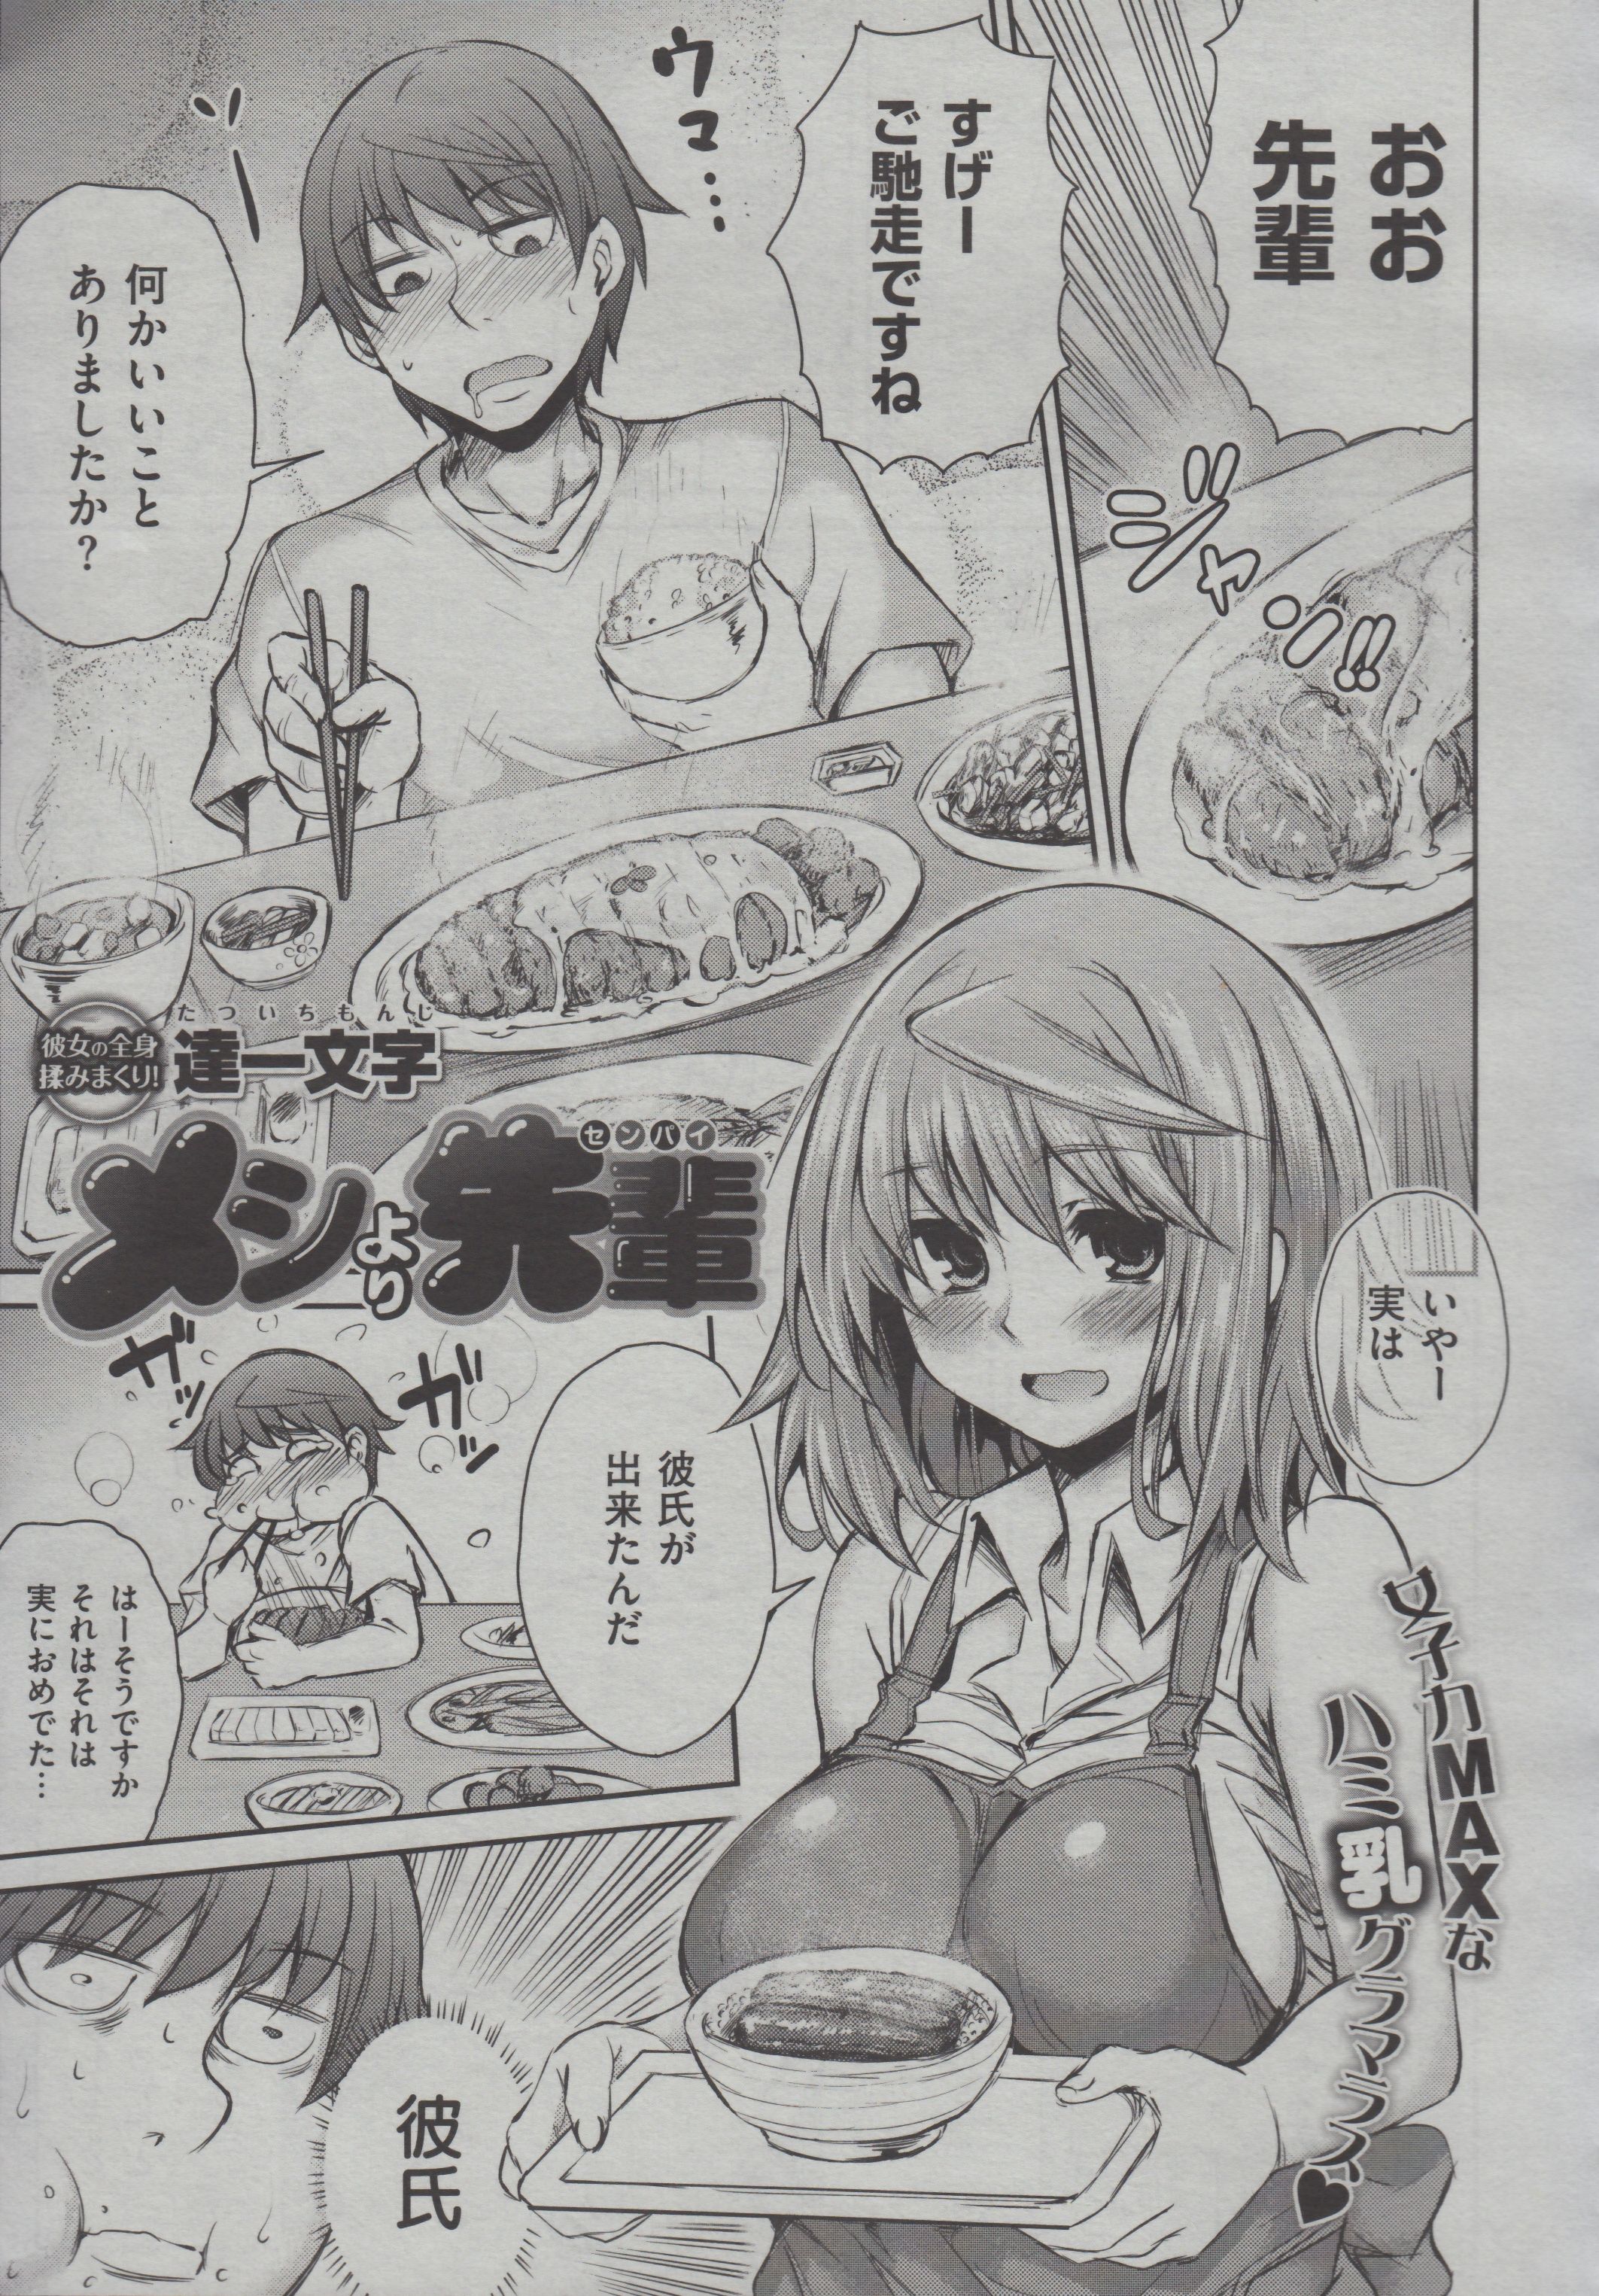 おお
先輩
すげー
ご馳走ですね
ジャン!!
ウマ…
何かいいこと
ありましたか?
彼女の全身
揉みまくり!
たついちもんじ
達一文字
センパイ
メシより先輩
いやー
実は
彼氏が
出来たんだ
女子力MAXな
ハミ乳グラマラス♥
ガッ
ガッ
はーそうですか
それはそれは
実におめでた…
彼氏